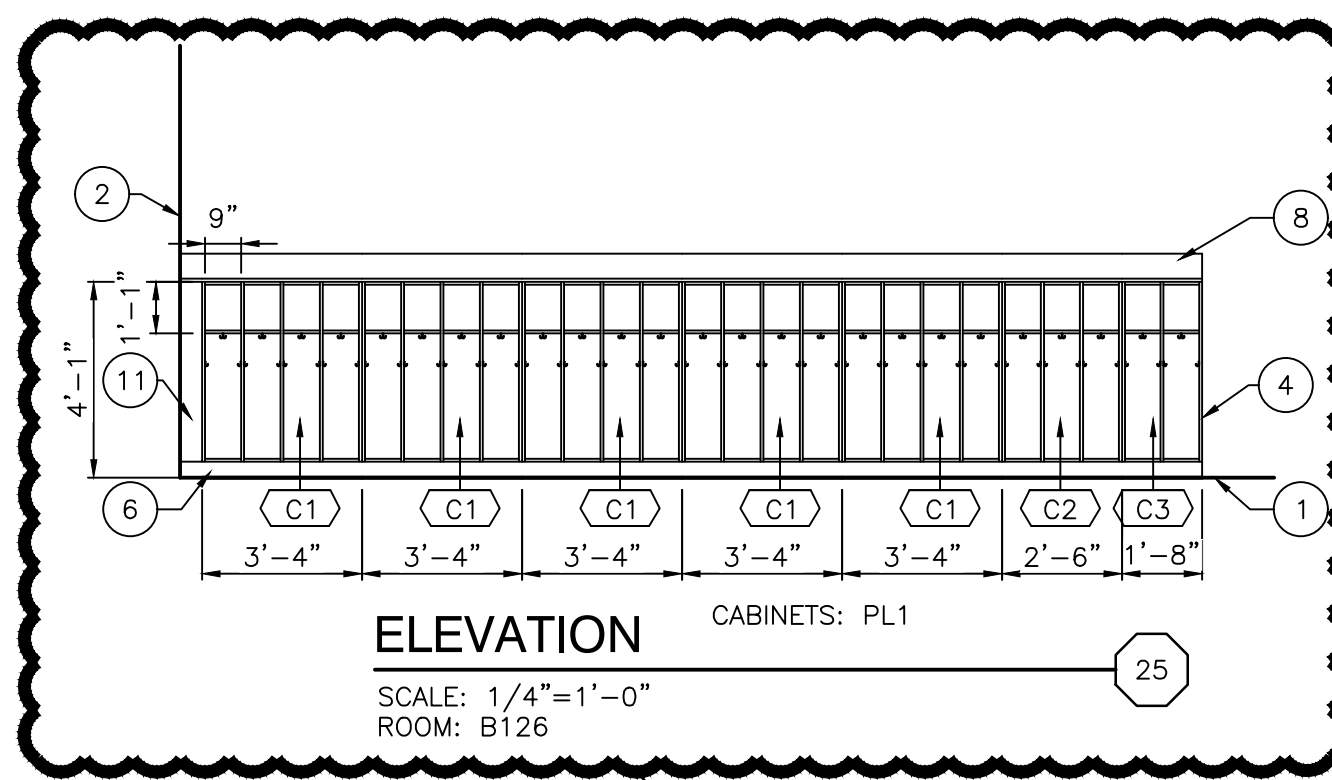 2
9"
8
1'-1"
4'-1"
11
4
6
C1
C1
C1
C1
C1
C2
C3
1
3'-4"
3'-4"
3'-4"
3'-4"
3'-4"
2'-6"
1'-8"
ELEVATION
CABINETS: PL1
25
SCALE: 1/4"=1'-0"
ROOM: B126